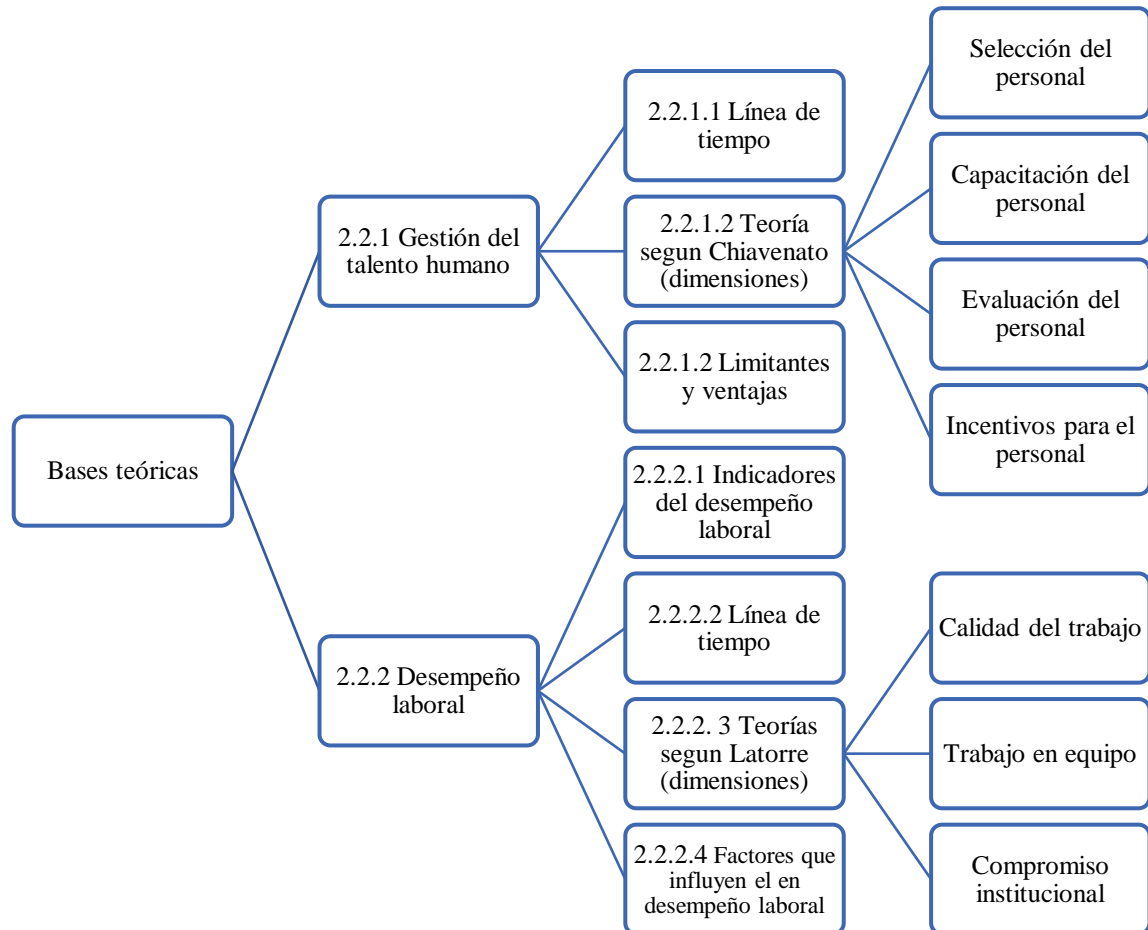 Bases teóricas
2.2.1 Gestión del
talento humano
2.2.1.1 Línea de
tiempo
2.2.1.2 Teoría
segun Chiavenato
(dimensiones)
Selección del
personal
Capacitación del
personal
Evaluación del
personal
Incentivos para el
personal
2.2.1.2 Limitantes
y ventajas
2.2.2 Desempeño
laboral
2.2.2.1 Indicadores
del desempeño
laboral
2.2.2.2 Línea de
tiempo
2.2.2. 3 Teorías
segun Latorre
(dimensiones)
Calidad del trabajo
Trabajo en equipo
Compromiso
institucional
2.2.2.4 Factores que
influyen el en
desempeño laboral